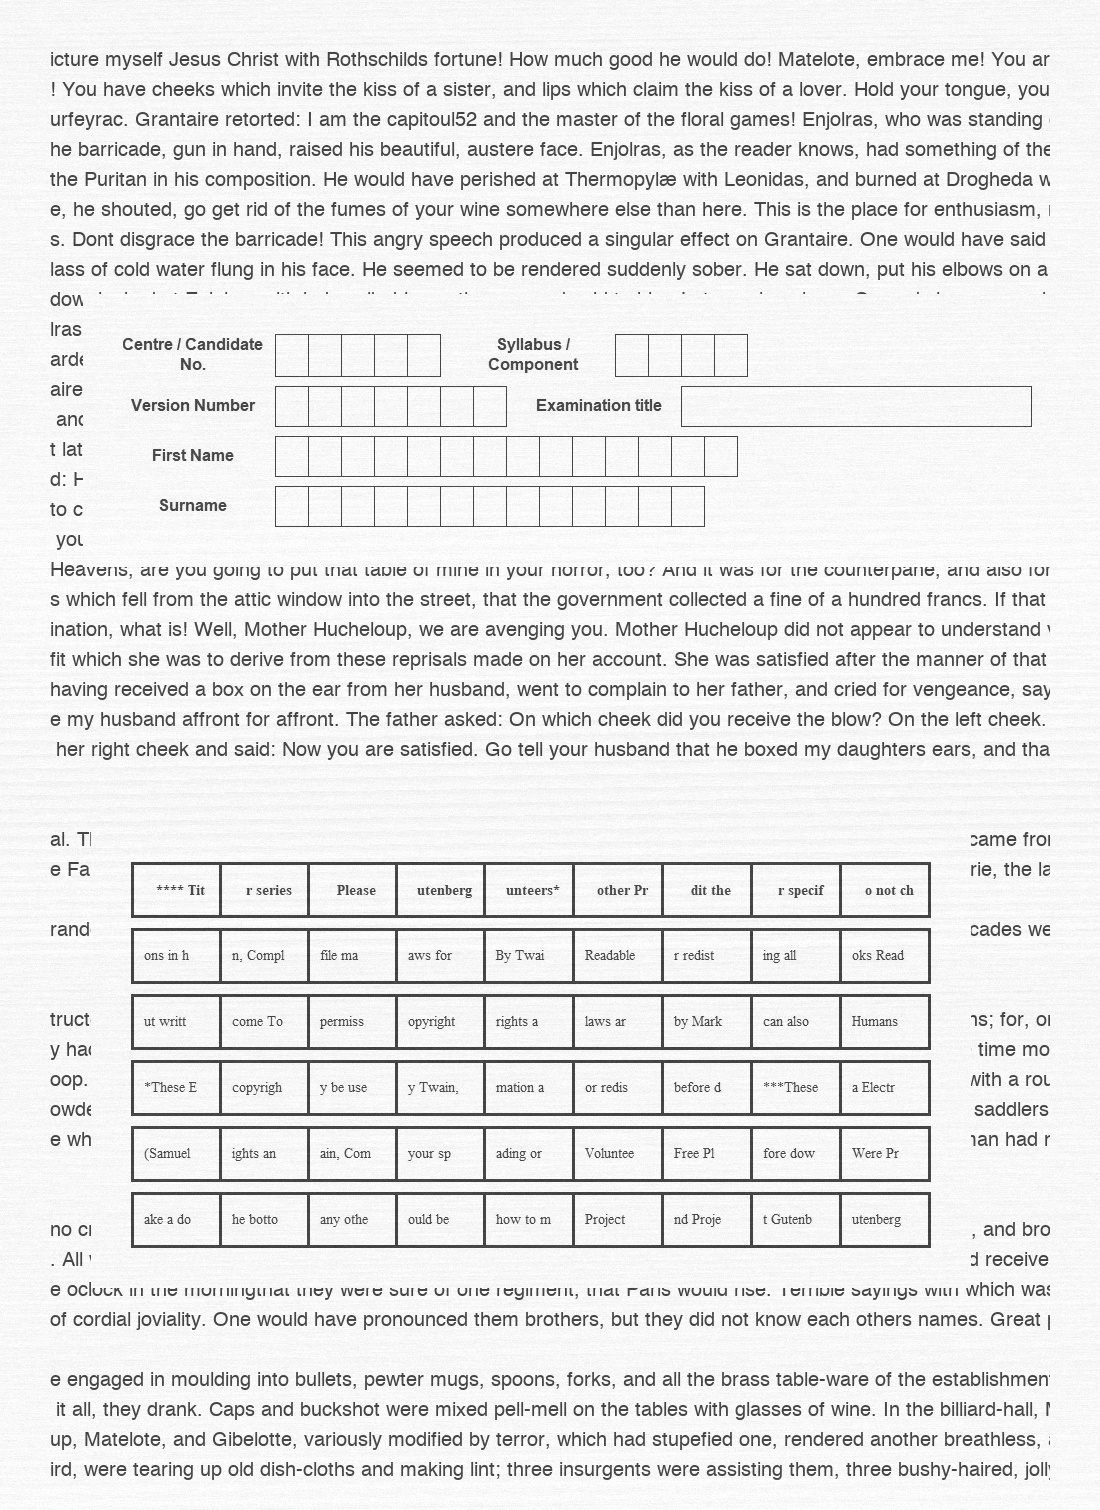 icture myself Jesus Christ with Rothschilds fortune! How much good he would do! Matelote, embrace me! You ar
! You have cheeks which invite the kiss of a sister, and lips which claim the kiss of a lover. Hold your tongue, you
urfeyrac. Grantaire retorted: I am the capitoul52 and the master of the floral games! Enjolras, who was standing
he barricade, gun in hand, raised his beautiful, austere face. Enjolras, as the reader knows, had something of the
the Puritan in his composition. He would have perished at Thermopylæ with Leonidas, and burned at Drogheda w
e, he shouted, go get rid of the fumes of your wine somewhere else than here. This is the place for enthusiasm,
s. Dont disgrace the barricade! This angry speech produced a singular effect on Grantaire. One would have said
lass of cold water flung in his face. He seemed to be rendered suddenly sober. He sat down, put his elbows on a
dow
lras
arde
aire
and
t lat
d: H
to c
you
Centre / Candidate No. Syllabus / Component
Version Number Examination title
First Name
Surname
Heavens, are you going to put that table of mine in your horror, too? And it was for the counterpane, and also for
s which fell from the attic window into the street, that the government collected a fine of a hundred francs. If that
ination, what is! Well, Mother Hucheloup, we are avenging you. Mother Hucheloup did not appear to understand
fit which she was to derive from these reprisals made on her account. She was satisfied after the manner of that
having received a box on the ear from her husband, went to complain to her father, and cried for vengeance, say
e my husband affront for affront. The father asked: On which cheek did you receive the blow? On the left cheek.
her right cheek and said: Now you are satisfied. Go tell your husband that he boxed my daughters ears, and tha
al. T came from
e Fa rie, the la
rand cades we
truct ns; for, or
y had time mo
oop. with a rou
owde saddlers
e wh man had r
no cr , and bro
. All d receive
**** Tit r series Please utenberg unteers* other Pr dit the r specif o not ch
ons in h n, Compl file ma aws for By Twai Readable r redist ing all oks Read
ut writt come To permiss opyright rights a laws ar by Mark can also Humans
*These E copyrigh y be use y Twain, mation a or redis before d ***These a Electr
(Samuel ights an ain, Com your sp ading or Voluntee Free Pl fore dow Were Pr
ake a do he botto any othe ould be how to m Project nd Proje t Gutenb utenberg
e oclock in the morningthat they were sure of one regiment, that Paris would rise. Terrible sayings with which was
of cordial joviality. One would have pronounced them brothers, but they did not know each others names. Great
e engaged in moulding into bullets, pewter mugs, spoons, forks, and all the brass table-ware of the establishment
it all, they drank. Caps and buckshot were mixed pell-mell on the tables with glasses of wine. In the billiard-hall,
up, Matelote, and Gibelotte, variously modified by terror, which had stupefied one, rendered another breathless,
ird, were tearing up old dish-cloths and making lint; three insurgents were assisting them, three bushy-haired, jolly